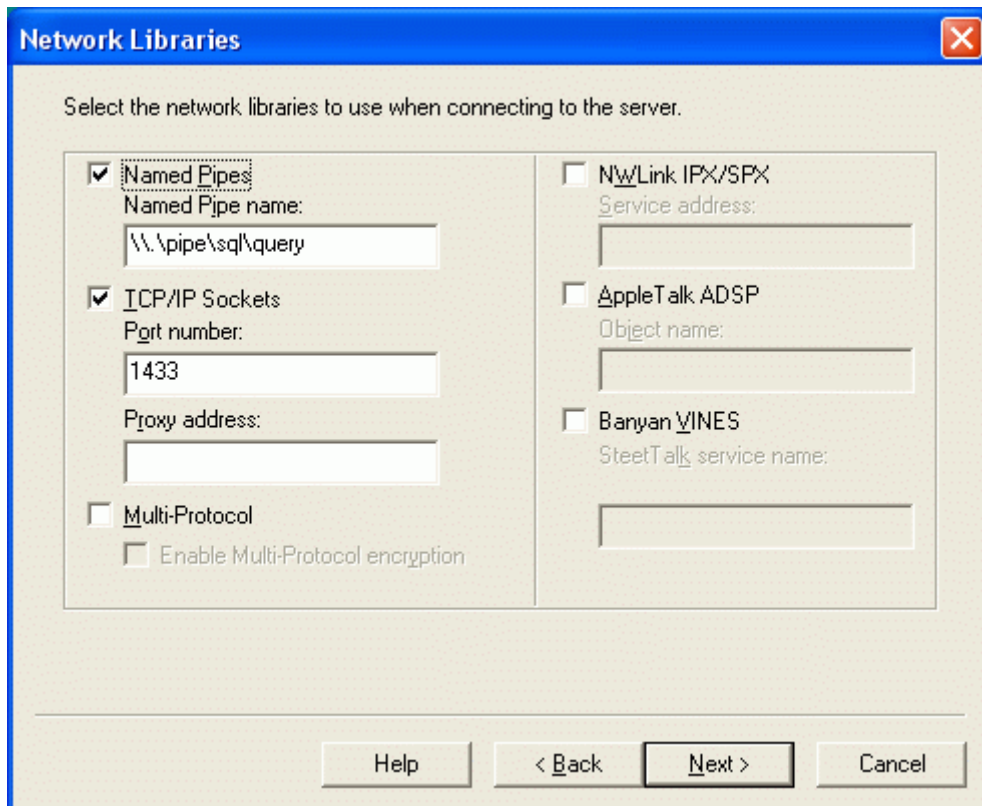 Network Libraries
Select the network libraries to use when connecting to the server.
Named Pipes
Named Pipe name:
\\.\pipe\sql\query
TCP/IP Sockets
Port number:
1433
Proxy address:
Multi-Protocol
Enable Multi-Protocol encryption
NWLink IPX/SPX
Service address:
AppleTalk ADSP
Object name:
Banyan VINES
SteetTalk service name:
Help
< Back
Next >
Cancel